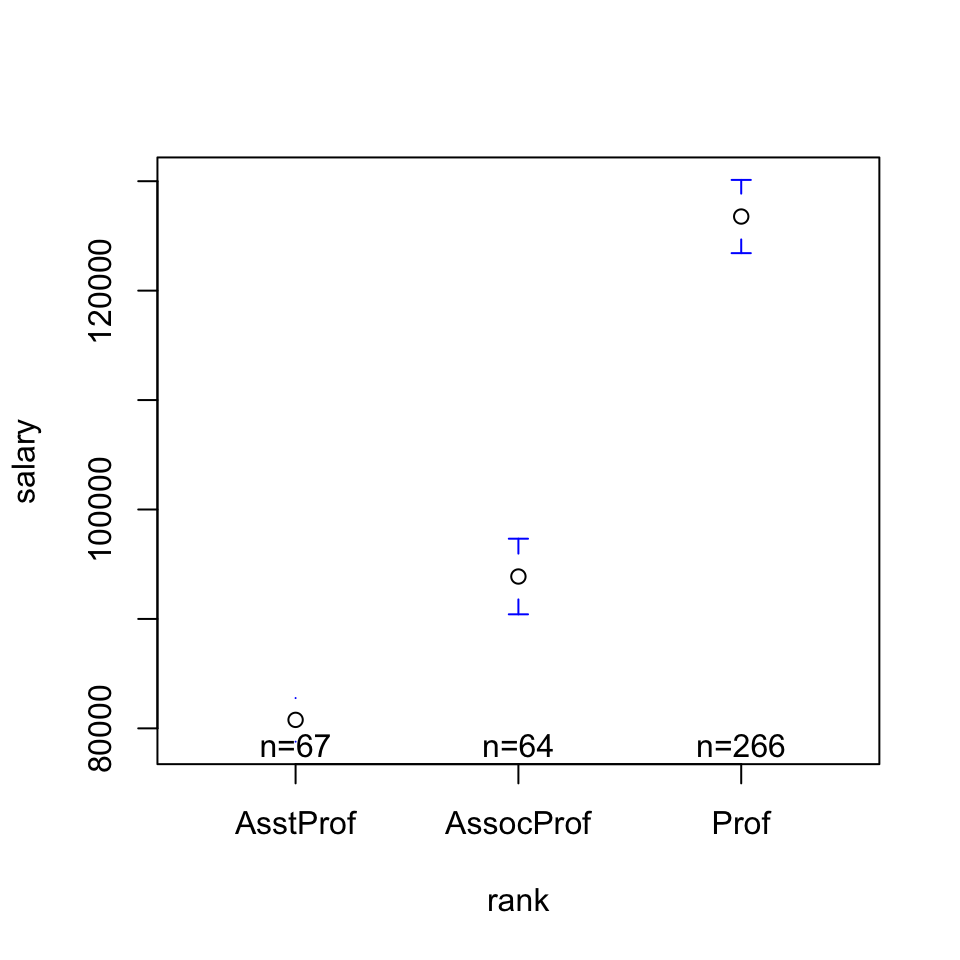 salary
120000
100000
80000
n=67 n=64 n=266
AsstProf AssocProf Prof
rank